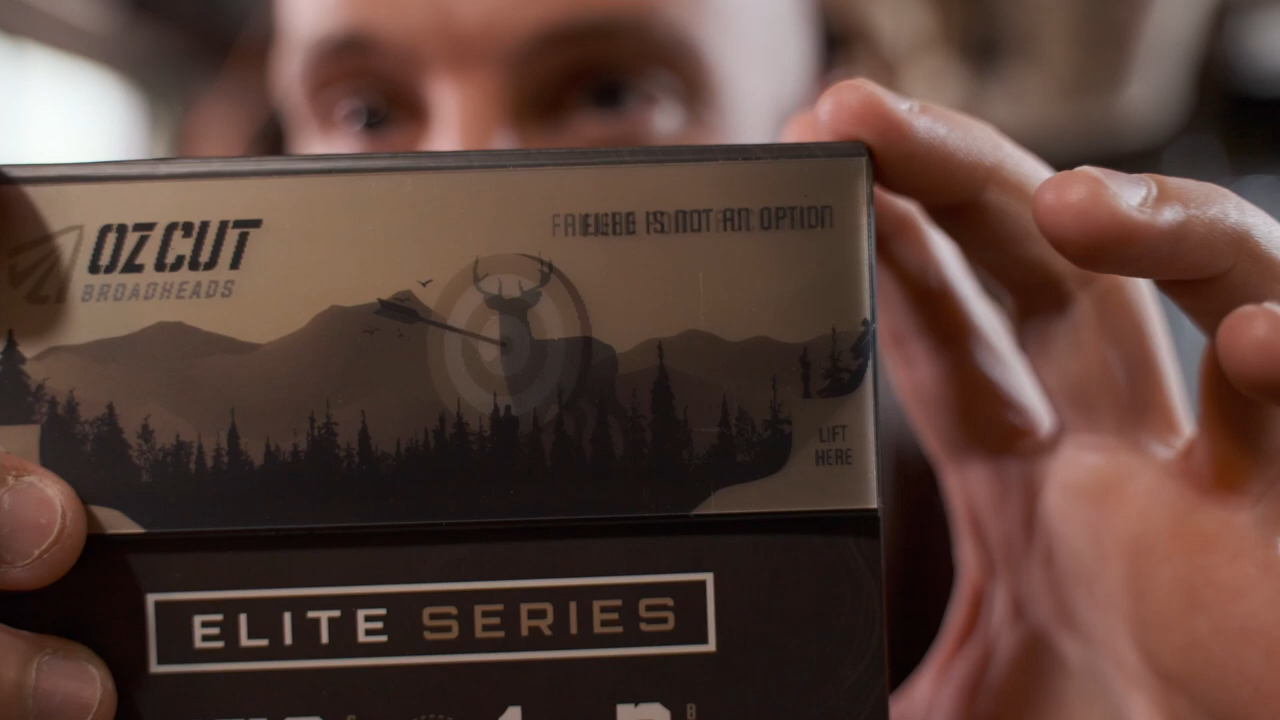 OZCUT
BROADHEADS
FAILURE IS NOT AN OPTION
LIFT
HERE
ELITE SERIES